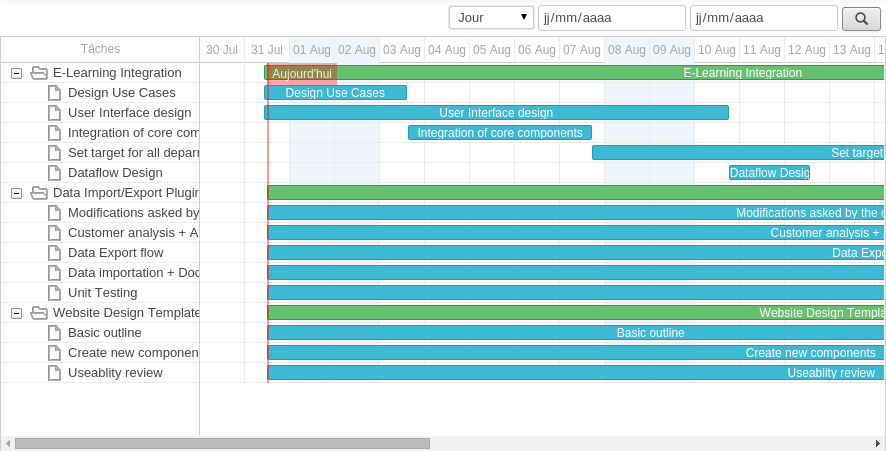 Jour jj/mm/aaaa jj/mm/aaaa
Tâches 30 Jul 31 Jul 01 Aug 02 Aug 03 Aug 04 Aug 05 Aug 06 Aug 07 Aug 08 Aug 09 Aug 10 Aug 11 Aug 12 Aug 13 Aug 1
E-Learning Integration Aujourd'hui E-Learning Integration
Design Use Cases Design Use Cases
User Interface design User Interface design
Integration of core com Integration of core components
Set target for all deparr Set target
Dataflow Design Dataflow Desig
Data Import/Export Plugin
Modifications asked by Modifications asked by the c
Customer analysis + A Customer analysis +
Data Export flow Data Expo
Data importation + Doc
Unit Testing
Website Design Template Website Design Templa
Basic outline Basic outline
Create new componen Create new components
Useablity review Useablity review